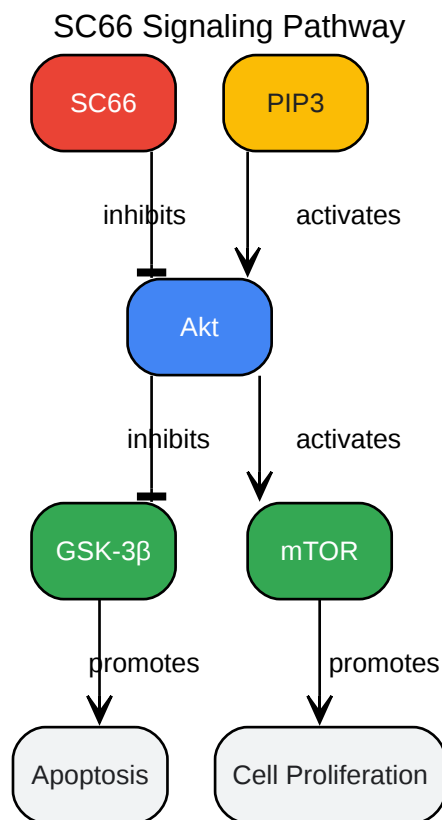 SC66 Signaling Pathway
SC66
PIP3
inhibits
activates
Akt
inhibits
activates
GSK-3β
mTOR
promotes
promotes
Apoptosis
Cell Proliferation